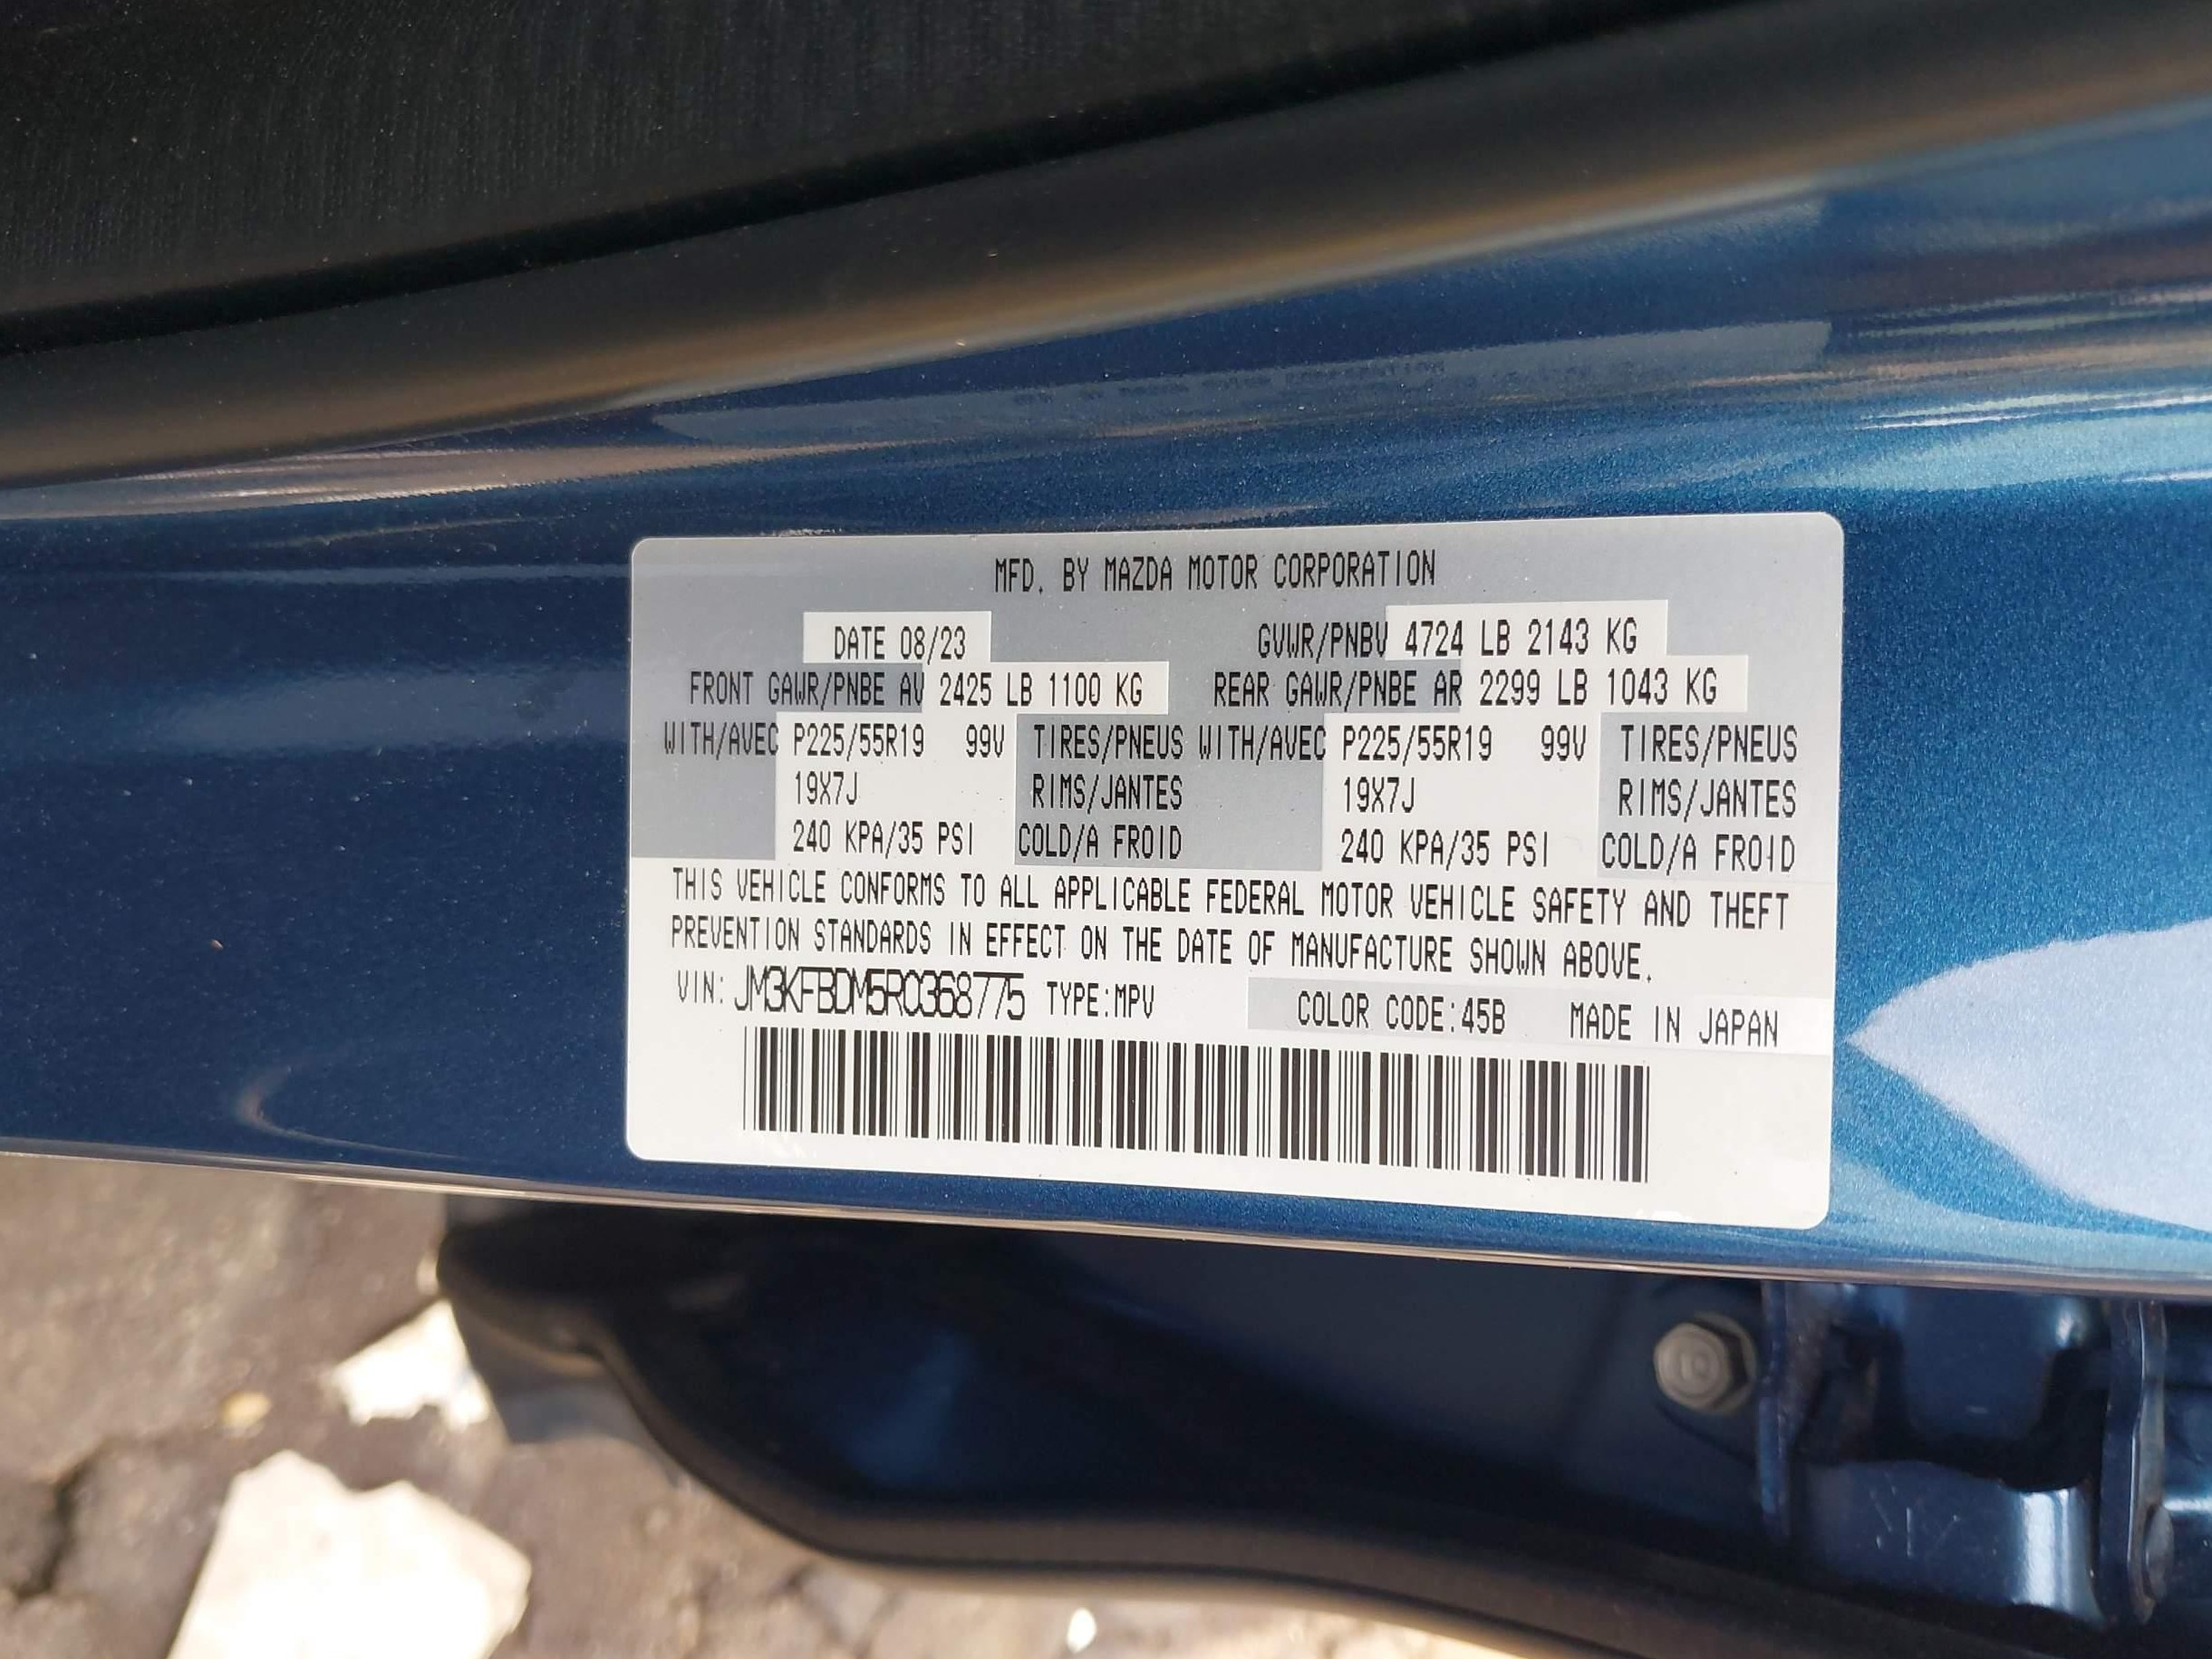 MFD. BY MAZDA MOTOR CORPORATION
DATE 08/23 GVWR/PNBV 4724 LB 2143 KG
FRONT GAWR/PNBE AV 2425 LB 1100 KG REAR GAWR/PNBE AR 2299 LB 1043 KG
WITH/AVEC P225/55R19 99V TIRES/PNEUS WITH/AVEC P225/55R19 99V TIRES/PNEUS
19X7J RIMS/JANTES 19X7J RIMS/JANTES
240 KPA/35 PSI COLD/A FROID 240 KPA/35 PSI COLD/A FROID
THIS VEHICLE CONFORMS TO ALL APPLICABLE FEDERAL MOTOR VEHICLE SAFETY AND THEFT
PREVENTION STANDARDS IN EFFECT ON THE DATE OF MANUFACTURE SHOWN ABOVE.
VIN: JM3KFBDM5R0368775 TYPE:MPV COLOR CODE:45B MADE IN JAPAN
10